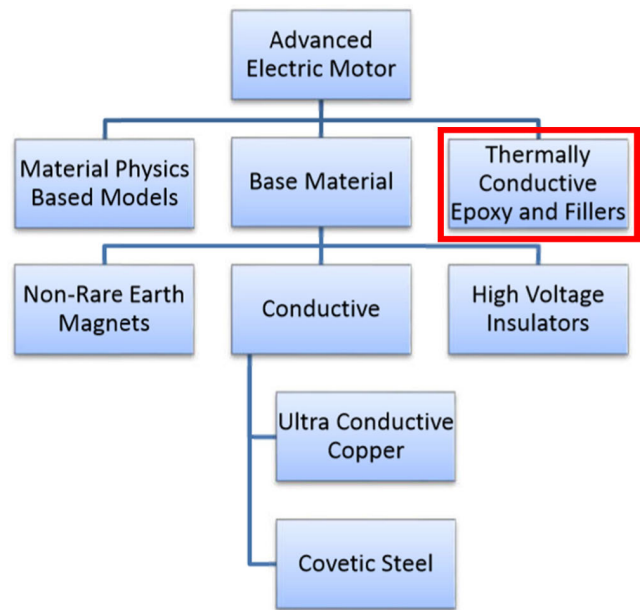 Advanced
Electric Motor
Material Physics
Based Models
Base Material
Thermally
Conductive
Epoxy and Fillers
Non-Rare Earth
Magnets
Conductive
High Voltage
Insulators
Ultra Conductive
Copper
Covetic Steel